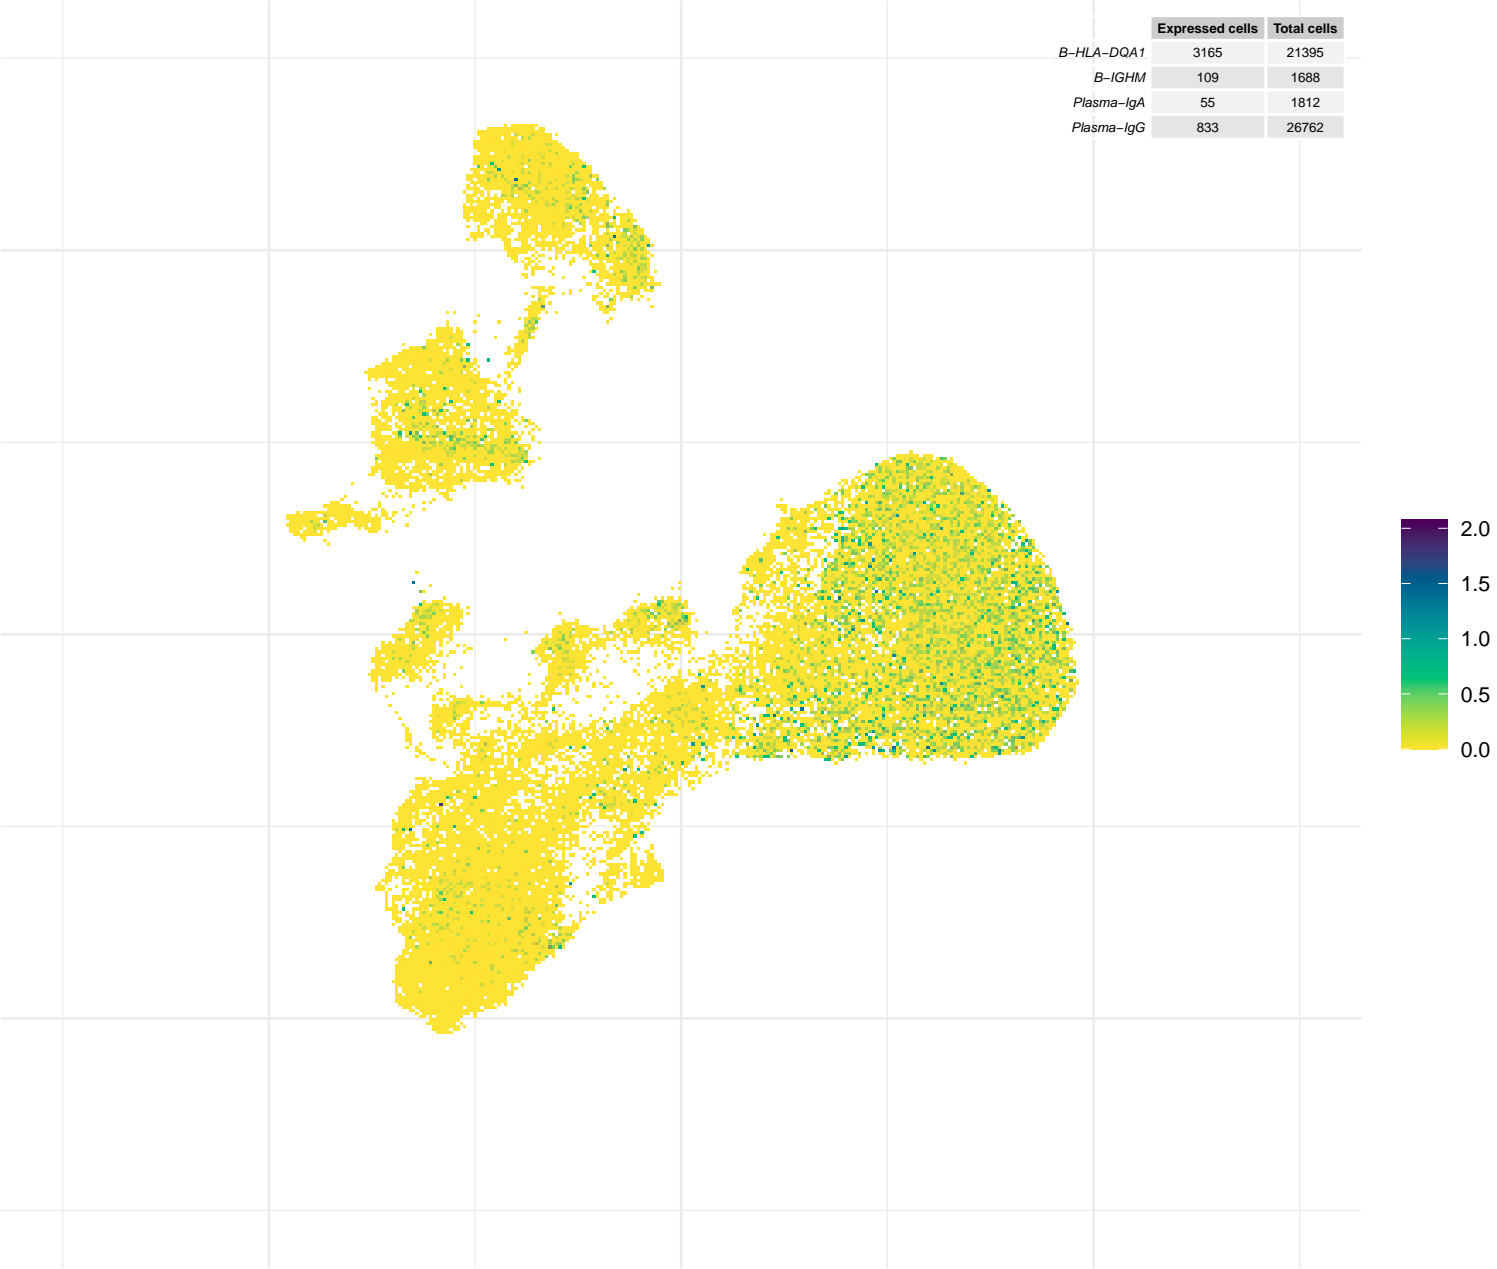 Expressed cells Total cells
B−HLA−DQA1 3165 21395
B−IGHM 109 1688
Plasma−IgA 55 1812
Plasma−IgG 833 26762
2.0
1.5
1.0
0.5
0.0